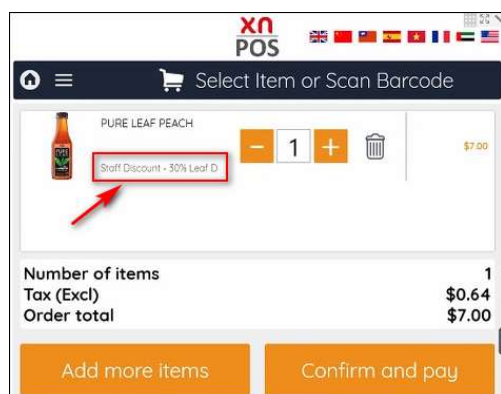 xn
POS
Select Item or Scan Barcode
PURE LEAF PEACH
- 1 + $7.00
Staff Discount - 30% Leaf D
Number of items 1
Tax (Excl) $0.64
Order total $7.00
Add more items Confirm and pay